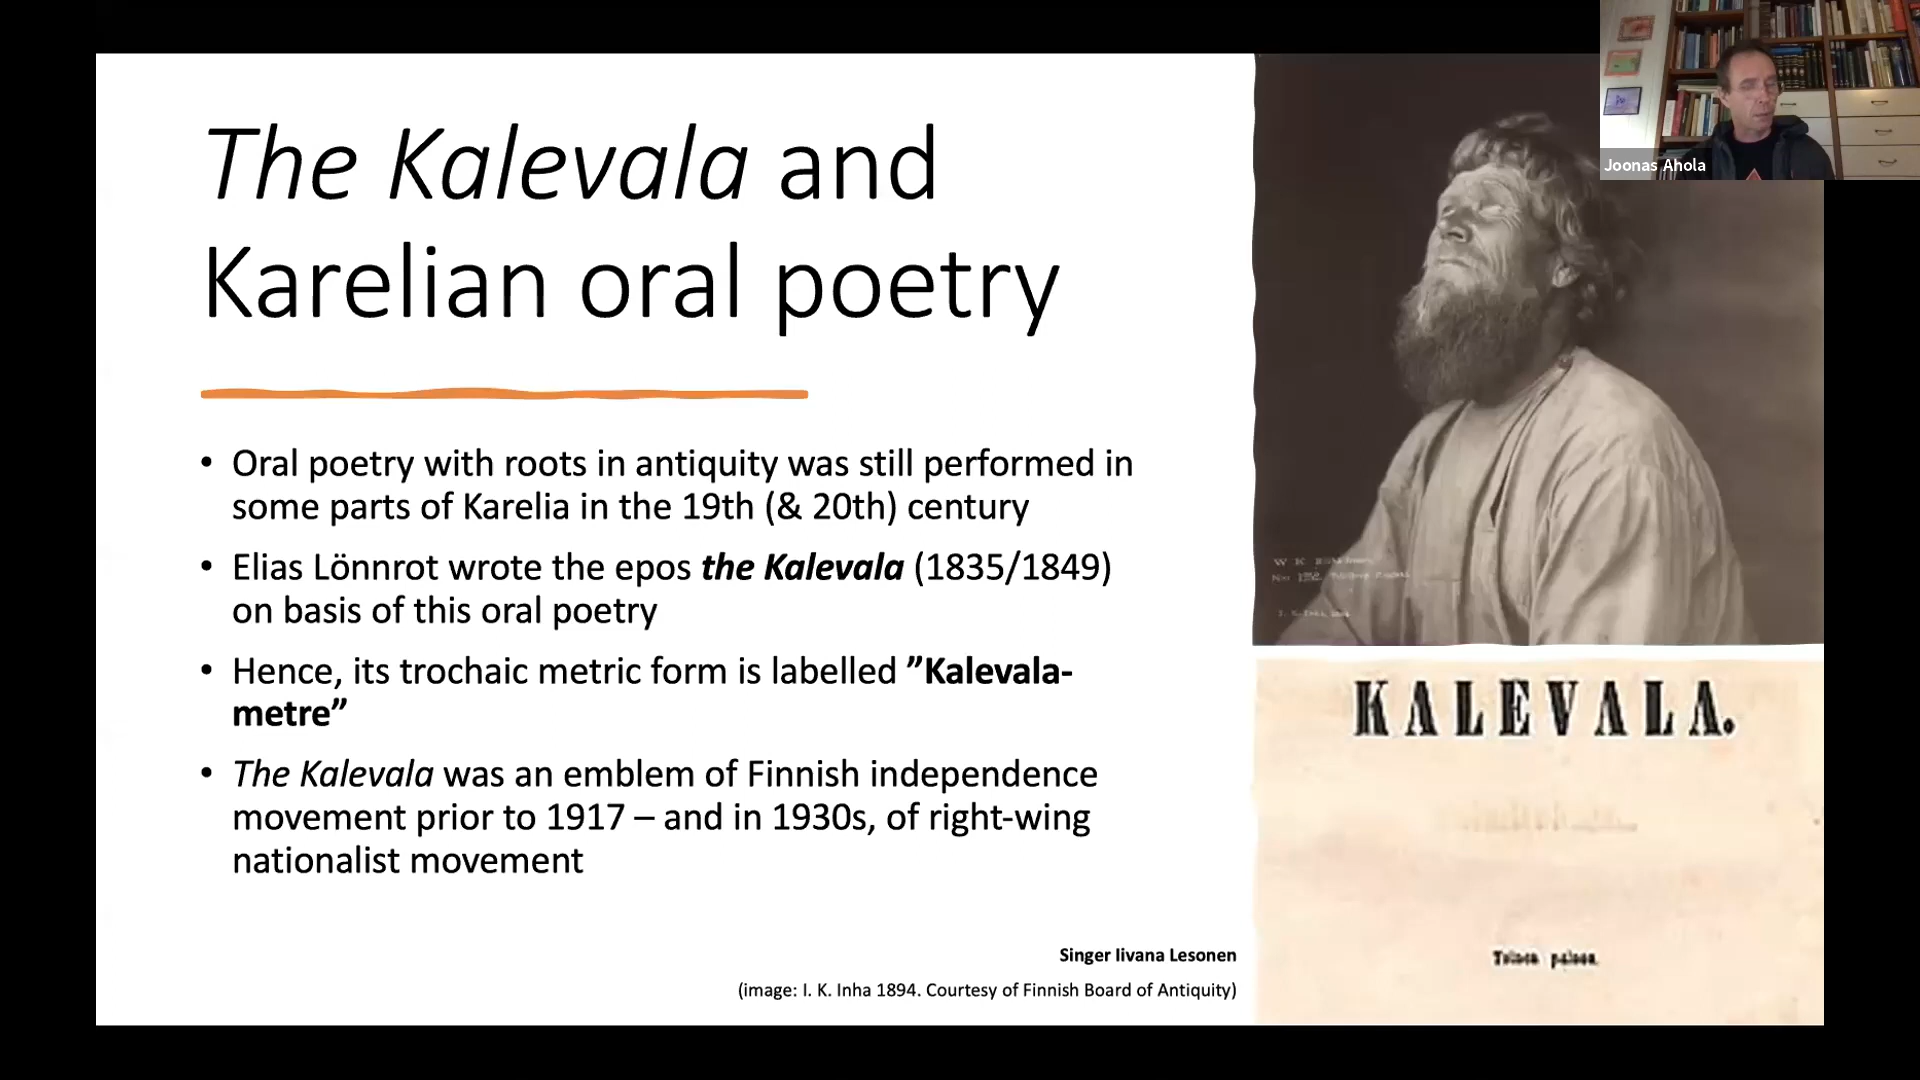 The Kalevala and
Karelian oral poetry
• Oral poetry with roots in antiquity was still performed in
some parts of Karelia in the 19th (& 20th) century
• Elias Lönnrot wrote the epos the Kalevala (1835/1849)
on basis of this oral poetry
• Hence, its trochaic metric form is labelled ”Kalevala-
metre”
• The Kalevala was an emblem of Finnish independence
movement prior to 1917 – and in 1930s, of right-wing
nationalist movement
Singer Iivana Lesonen
(image: I. K. Inha 1894. Courtesy of Finnish Board of Antiquity)
Joonas Ahola
KALEVALA.